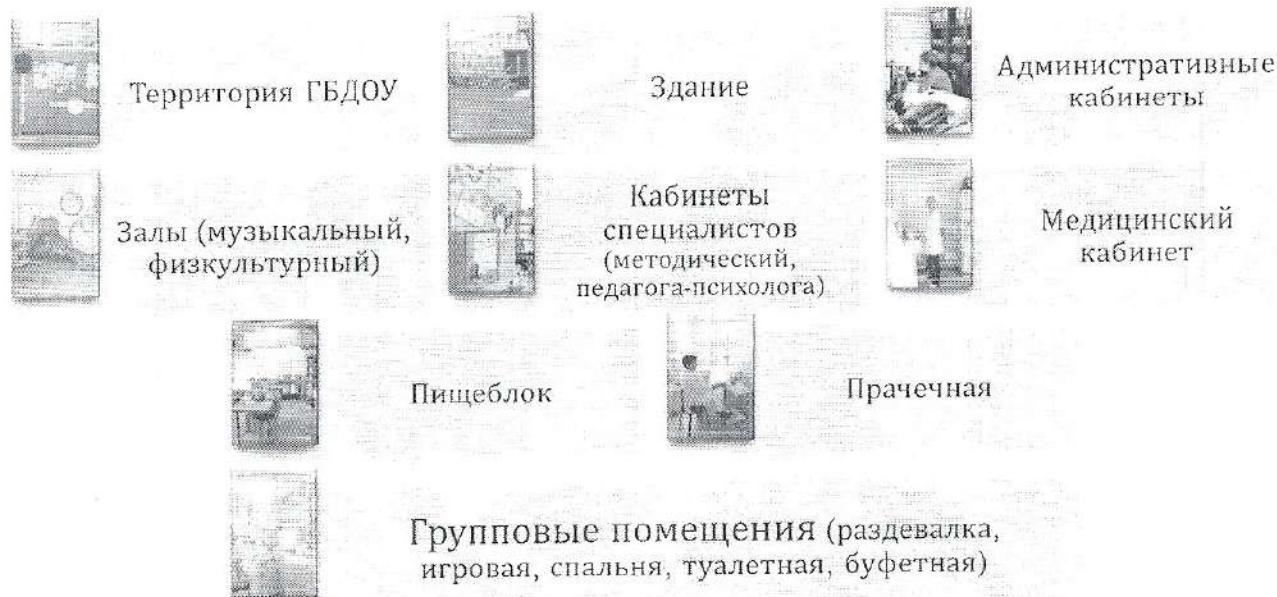 Территория ГБДОУ
Здание
Административные
кабинеты
Залы (музыкальный,
физкультурный)
Кабинеты
специалистов
(методический,
педагога-психолога)
Медицинский
кабинет
Пищеблок
Прачечная
Групповые помещения (раздевалка,
игровая, спальня, туалетная, буфетная)